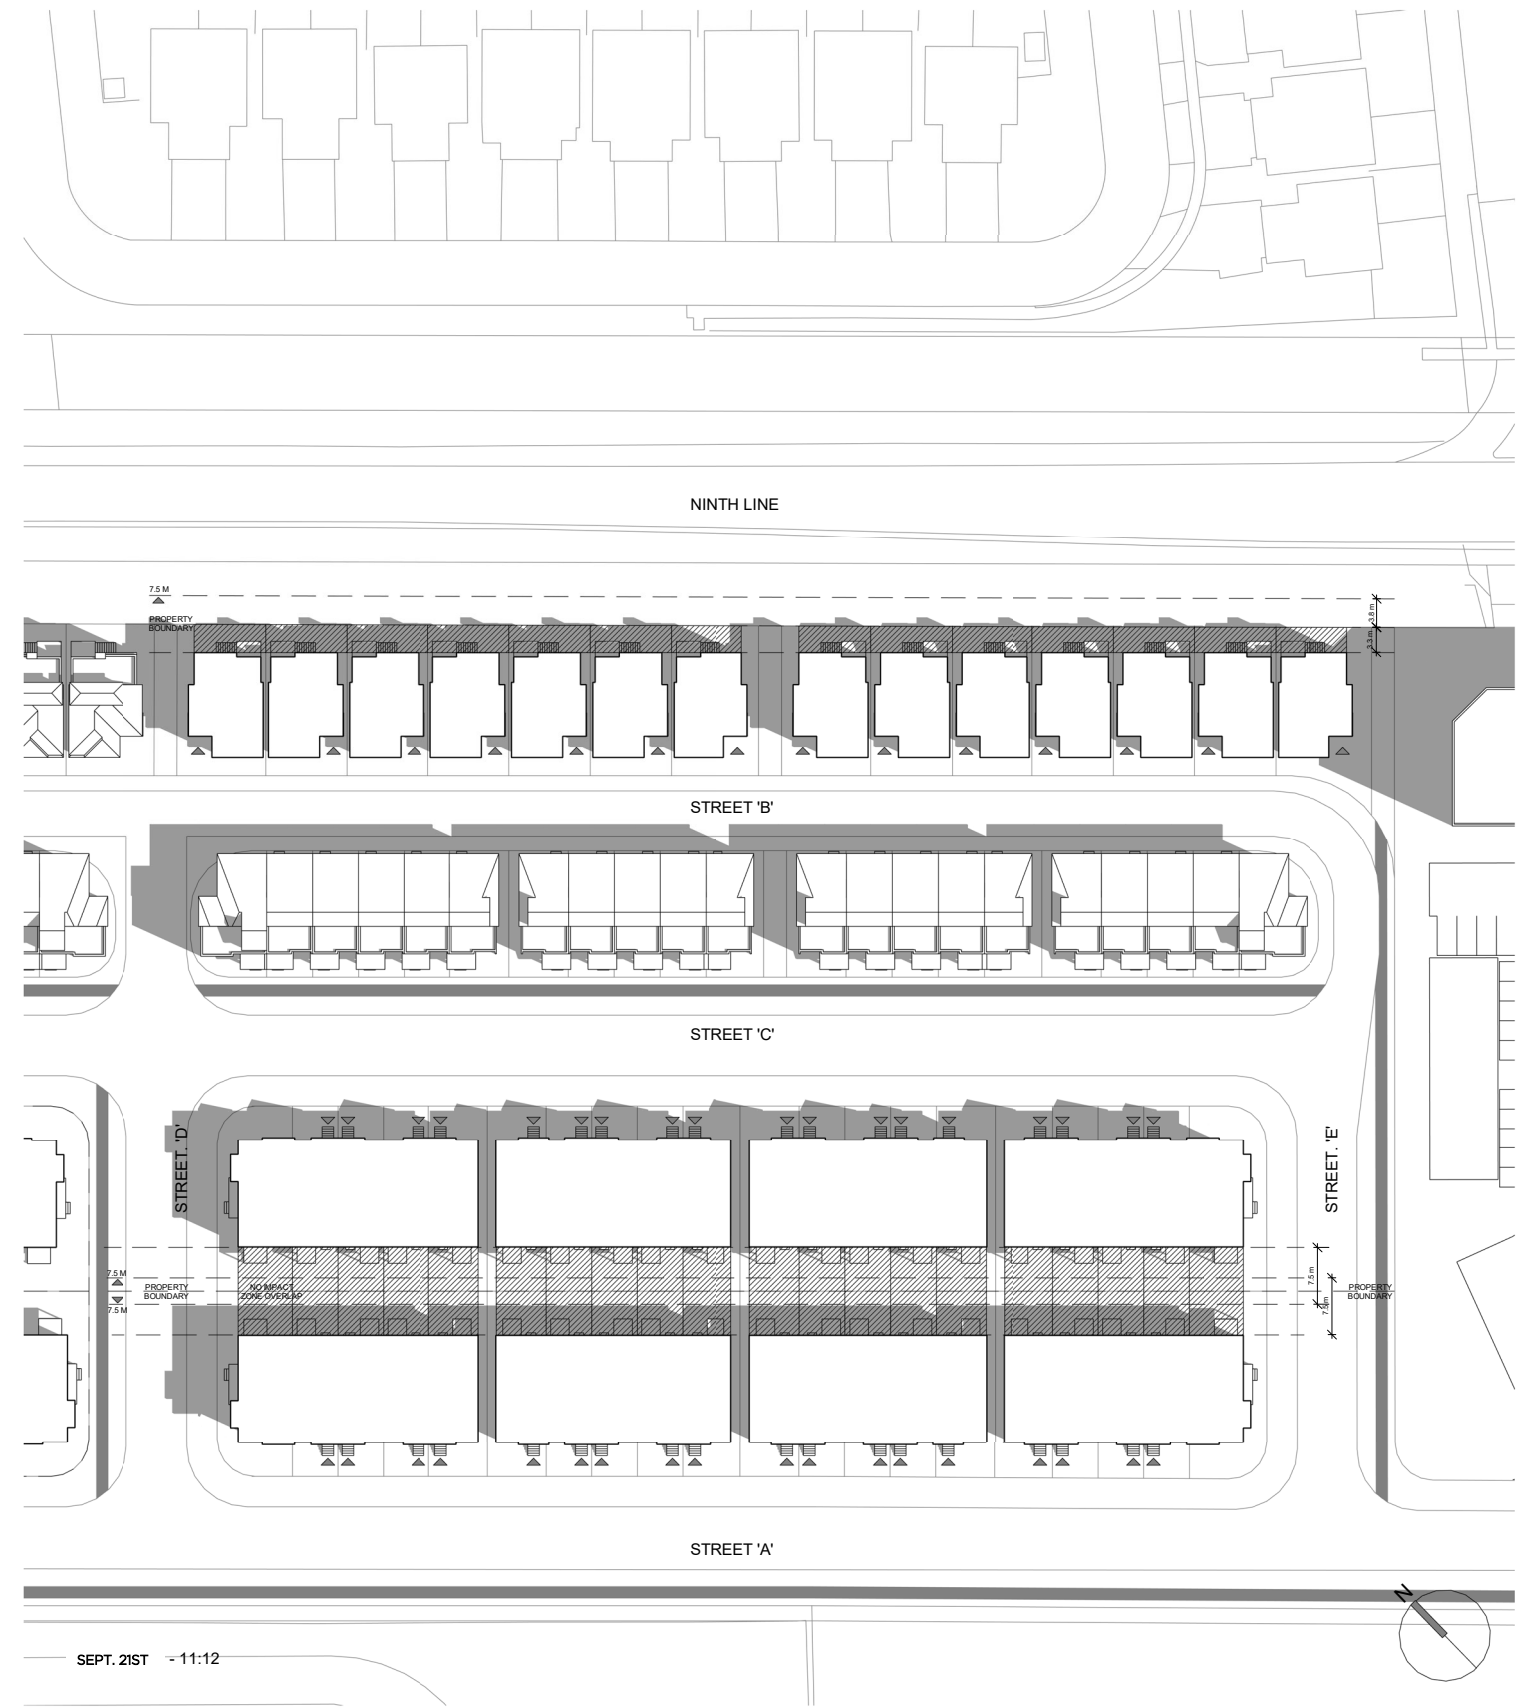 NINTH LINE
7.5 M
PROPERTY
BOUNDARY
3.8 m
3.3 m
STREET 'B'
STREET 'C'
STREET. 'D'
STREET. 'E'
7.5 M
PROPERTY
BOUNDARY
7.5 M
NO IMPACT
ZONE OVERLAP
7.5 m
7.5 m
PROPERTY
BOUNDARY
STREET 'A'
N
SEPT. 21ST - 11:12